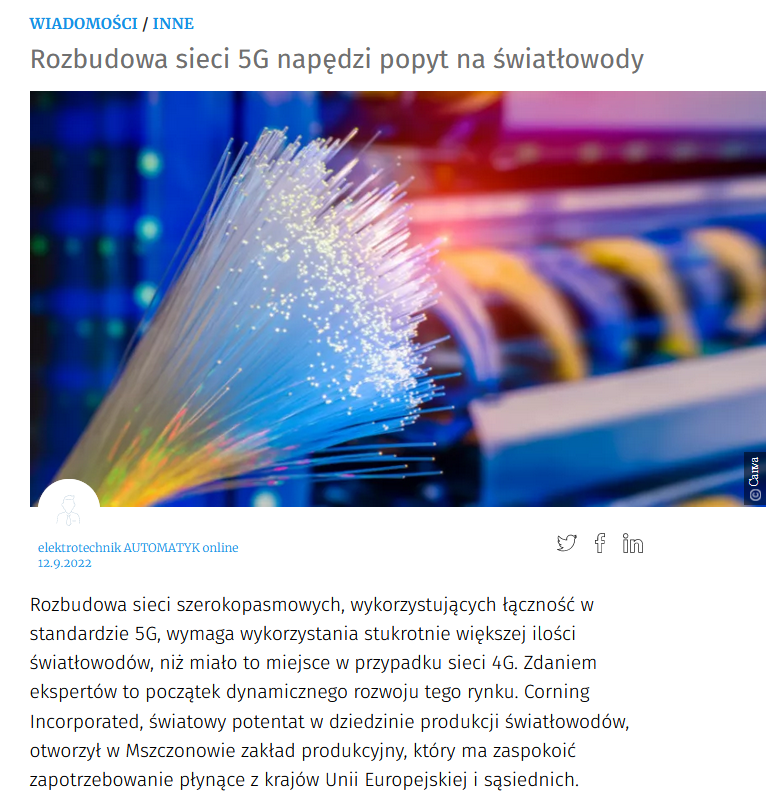 WIADOMOŚCI / INNE
Rozbudowa sieci 5G napędzi popyt na światłowody
© Canva
elektrotechnik AUTOMATYK online
12.9.2022
Rozbudowa sieci szerokopasmowych, wykorzystujących łączność w
standardzie 5G, wymaga wykorzystania stukrotnie większej ilości
światłowodów, niż miało to miejsce w przypadku sieci 4G. Zdaniem
ekspertów to początek dynamicznego rozwoju tego rynku. Corning
Incorporated, światowy potentat w dziedzinie produkcji światłowodów,
otworzył w Mszczonowie zakład produkcyjny, który ma zaspokoić
zapotrzebowanie płynące z krajów Unii Europejskiej i sąsiednich.